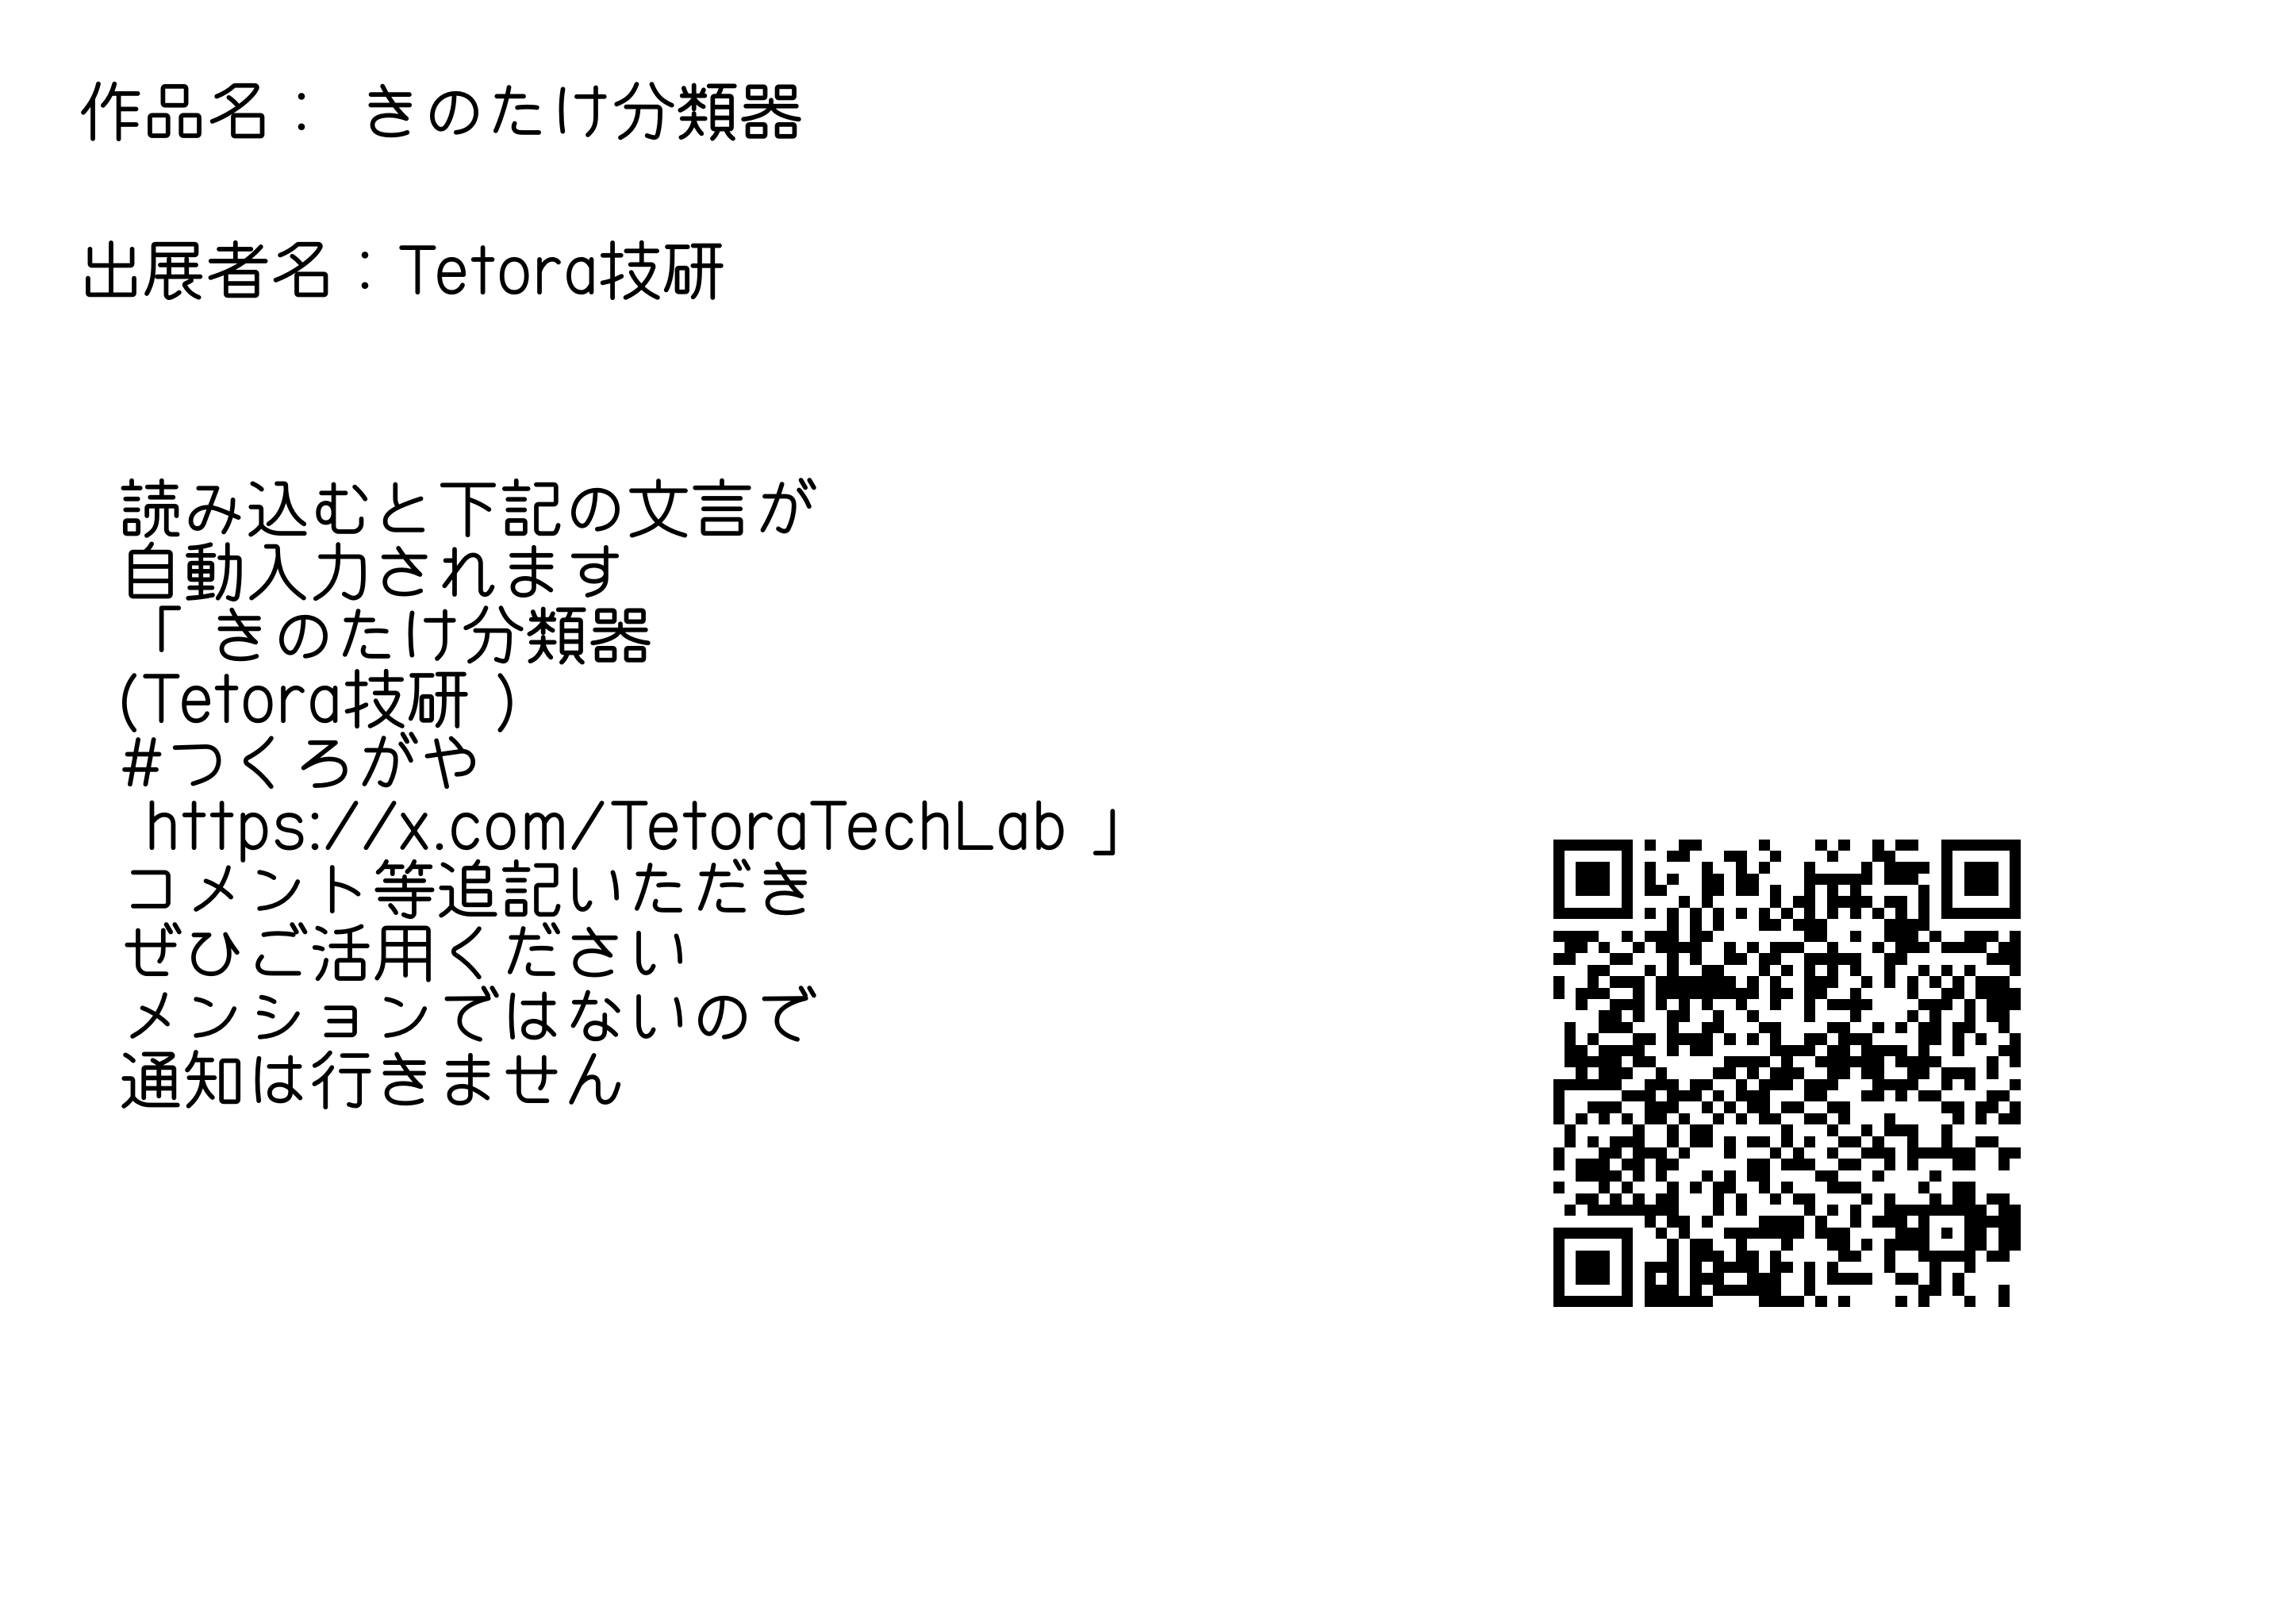 作品名： きのたけ分類器
出展者名：Tetora技研
読み込むと下記の文言が
自動入力されます
「 きのたけ分類器
(Tetora技研 )
#つくろがや
https://x.com/TetoraTechLab 」
コメント等追記いただき
ぜひご活用ください
メンションではないので
通知は行きません